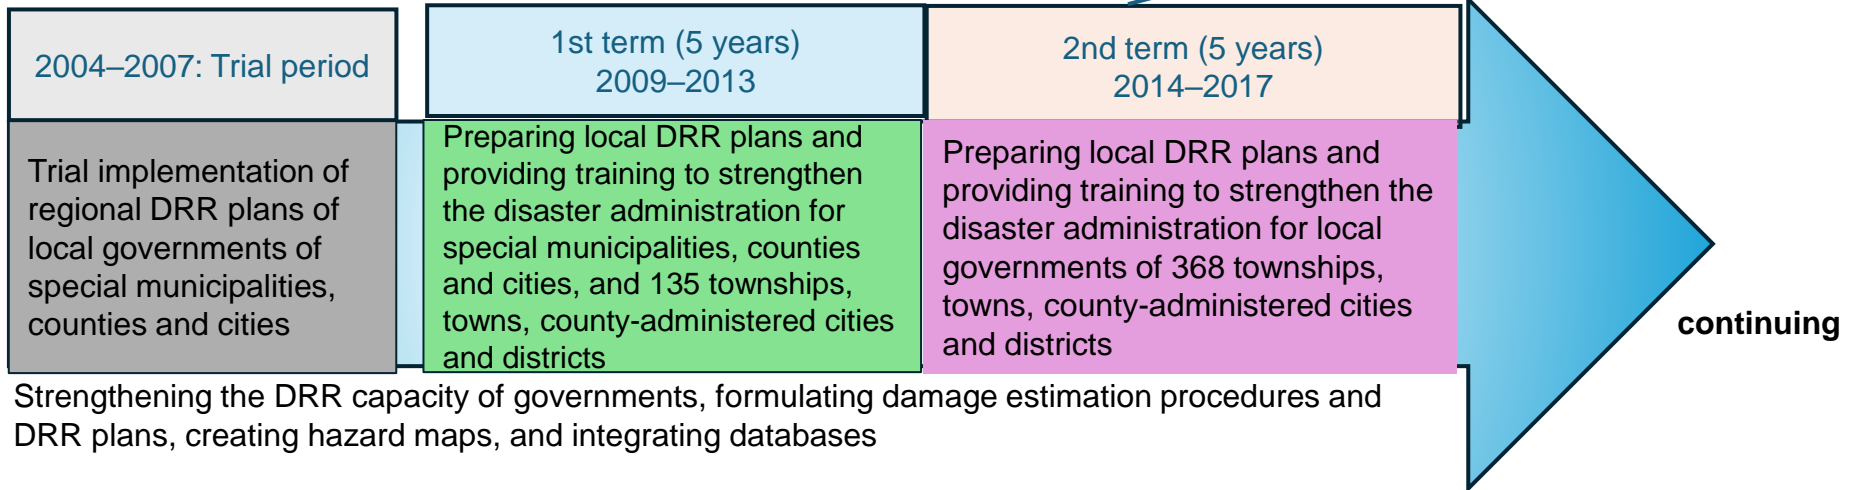 2004–2007: Trial period
1st term (5 years)
2009–2013
2nd term (5 years)
2014–2017
Trial implementation of
regional DRR plans of
local governments of
special municipalities,
counties and cities
Preparing local DRR plans and
providing training to strengthen
the disaster administration for
special municipalities, counties
and cities, and 135 townships,
towns, county-administered cities
and districts
Preparing local DRR plans and
providing training to strengthen the
disaster administration for local
governments of 368 townships,
towns, county-administered cities
and districts
continuing
Strengthening the DRR capacity of governments, formulating damage estimation procedures and
DRR plans, creating hazard maps, and integrating databases